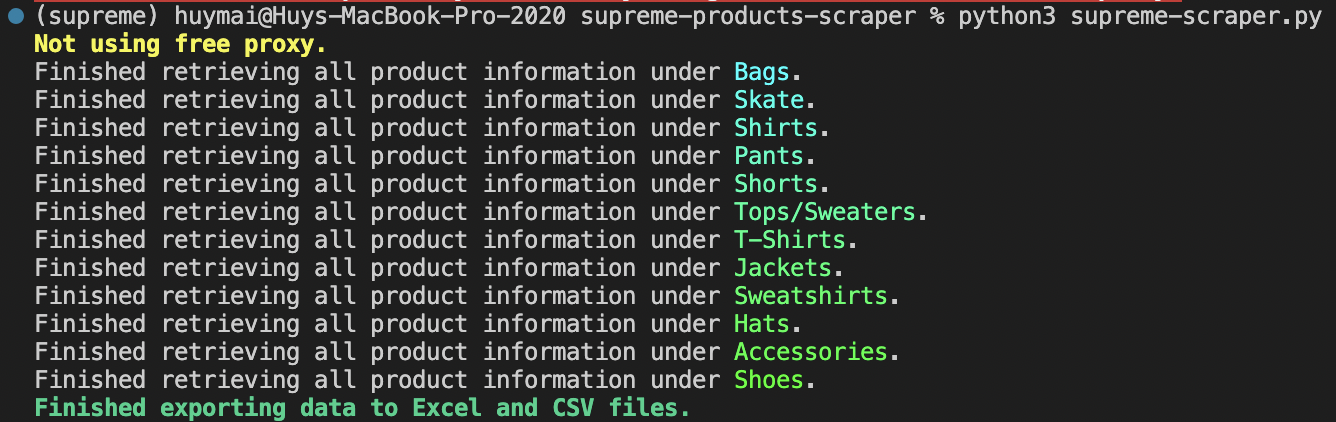 (supreme) huymai@Huys-MacBook-Pro-2020 supreme-products-scraper % python3 supreme-scraper.py
Not using free proxy.
Finished retrieving all product information under Bags.
Finished retrieving all product information under Skate.
Finished retrieving all product information under Shirts.
Finished retrieving all product information under Pants.
Finished retrieving all product information under Shorts.
Finished retrieving all product information under Tops/Sweaters.
Finished retrieving all product information under T-Shirts.
Finished retrieving all product information under Jackets.
Finished retrieving all product information under Sweatshirts.
Finished retrieving all product information under Hats.
Finished retrieving all product information under Accessories.
Finished retrieving all product information under Shoes.
Finished exporting data to Excel and CSV files.